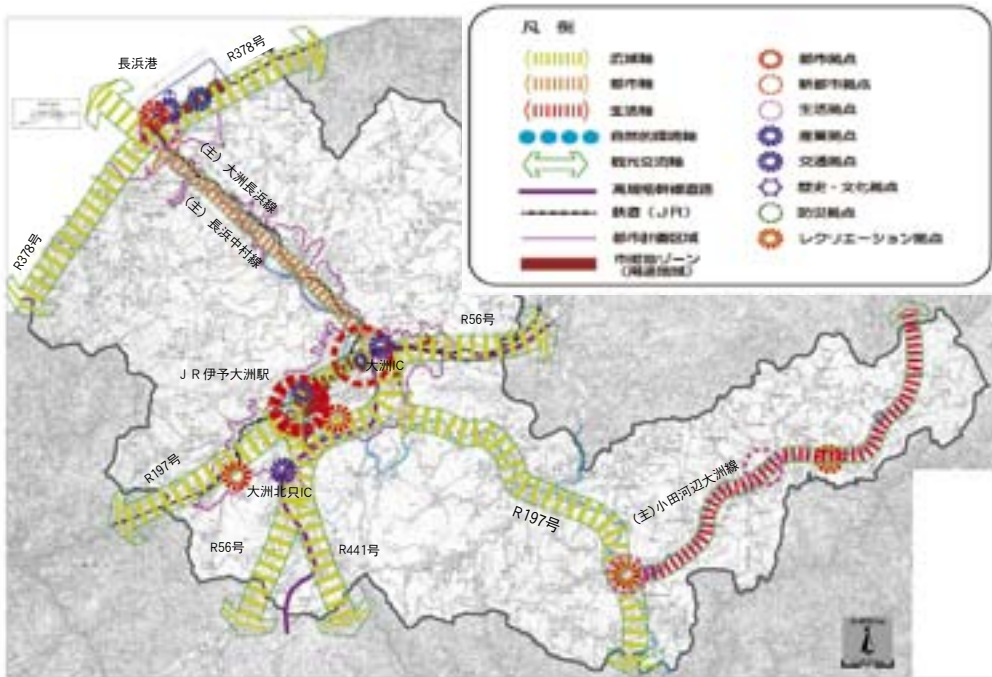 凡 例
広域軸
都市軸
生活軸
自然的環境軸
観光交流軸
高規格幹線道路
鉄道（ＪＲ）
都市計画区域
市街地ゾーン
（用途地域）
都市拠点
新都市拠点
生活拠点
産業拠点
交通拠点
歴史・文化拠点
防災拠点
レクリエーション拠点
長浜港
R378号
(主) 大洲長浜線
(主) 長浜中村線
R378号
R56号
大洲IC
ＪＲ伊予大洲駅
R197号
大洲北只IC
R56号
R441号
R197号
(主)小田河辺大洲線